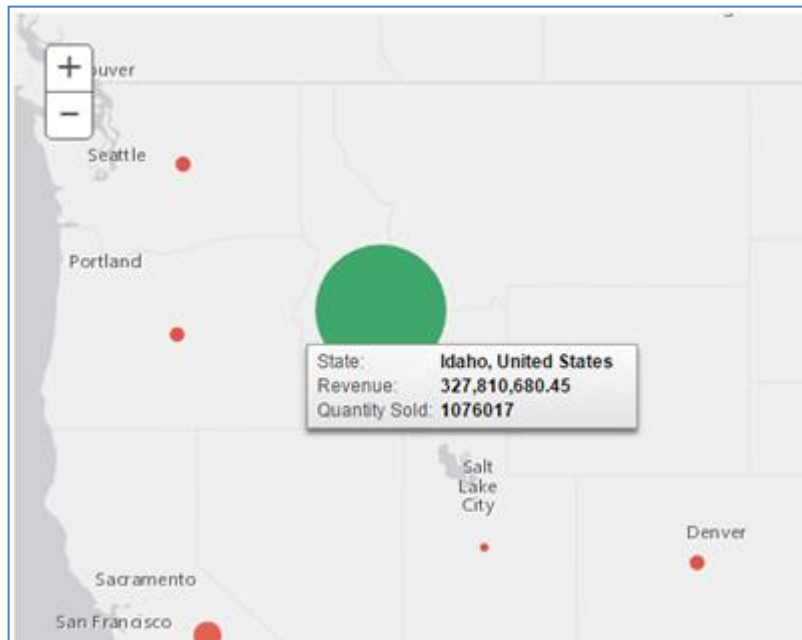 +
ouver
−
Seattle
Portland
State: Idaho, United States
Revenue: 327,810,680.45
Quantity Sold: 1076017
Salt
Lake
City
Denver
Sacramento
San Francisco